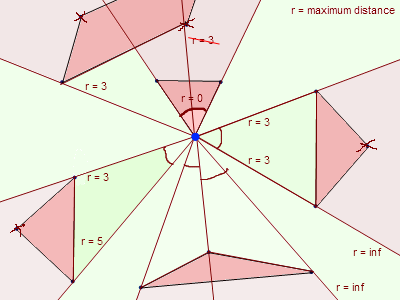 r = maximum distance
r = 3
r = 3
r = 0
r = 3
r = 3
r = 3
r = 5
r = inf
r = inf